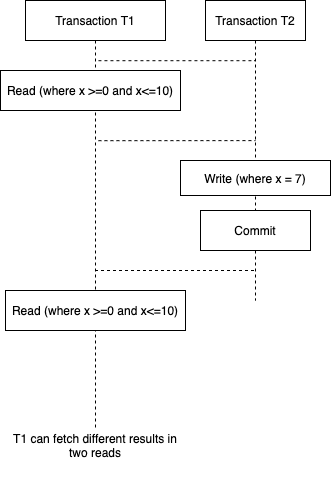 Transaction T1
Transaction T2
Read (where x >=0 and x<=10)
Write (where x = 7)
Commit
Read (where x >=0 and x<=10)
T1 can fetch different results in
two reads